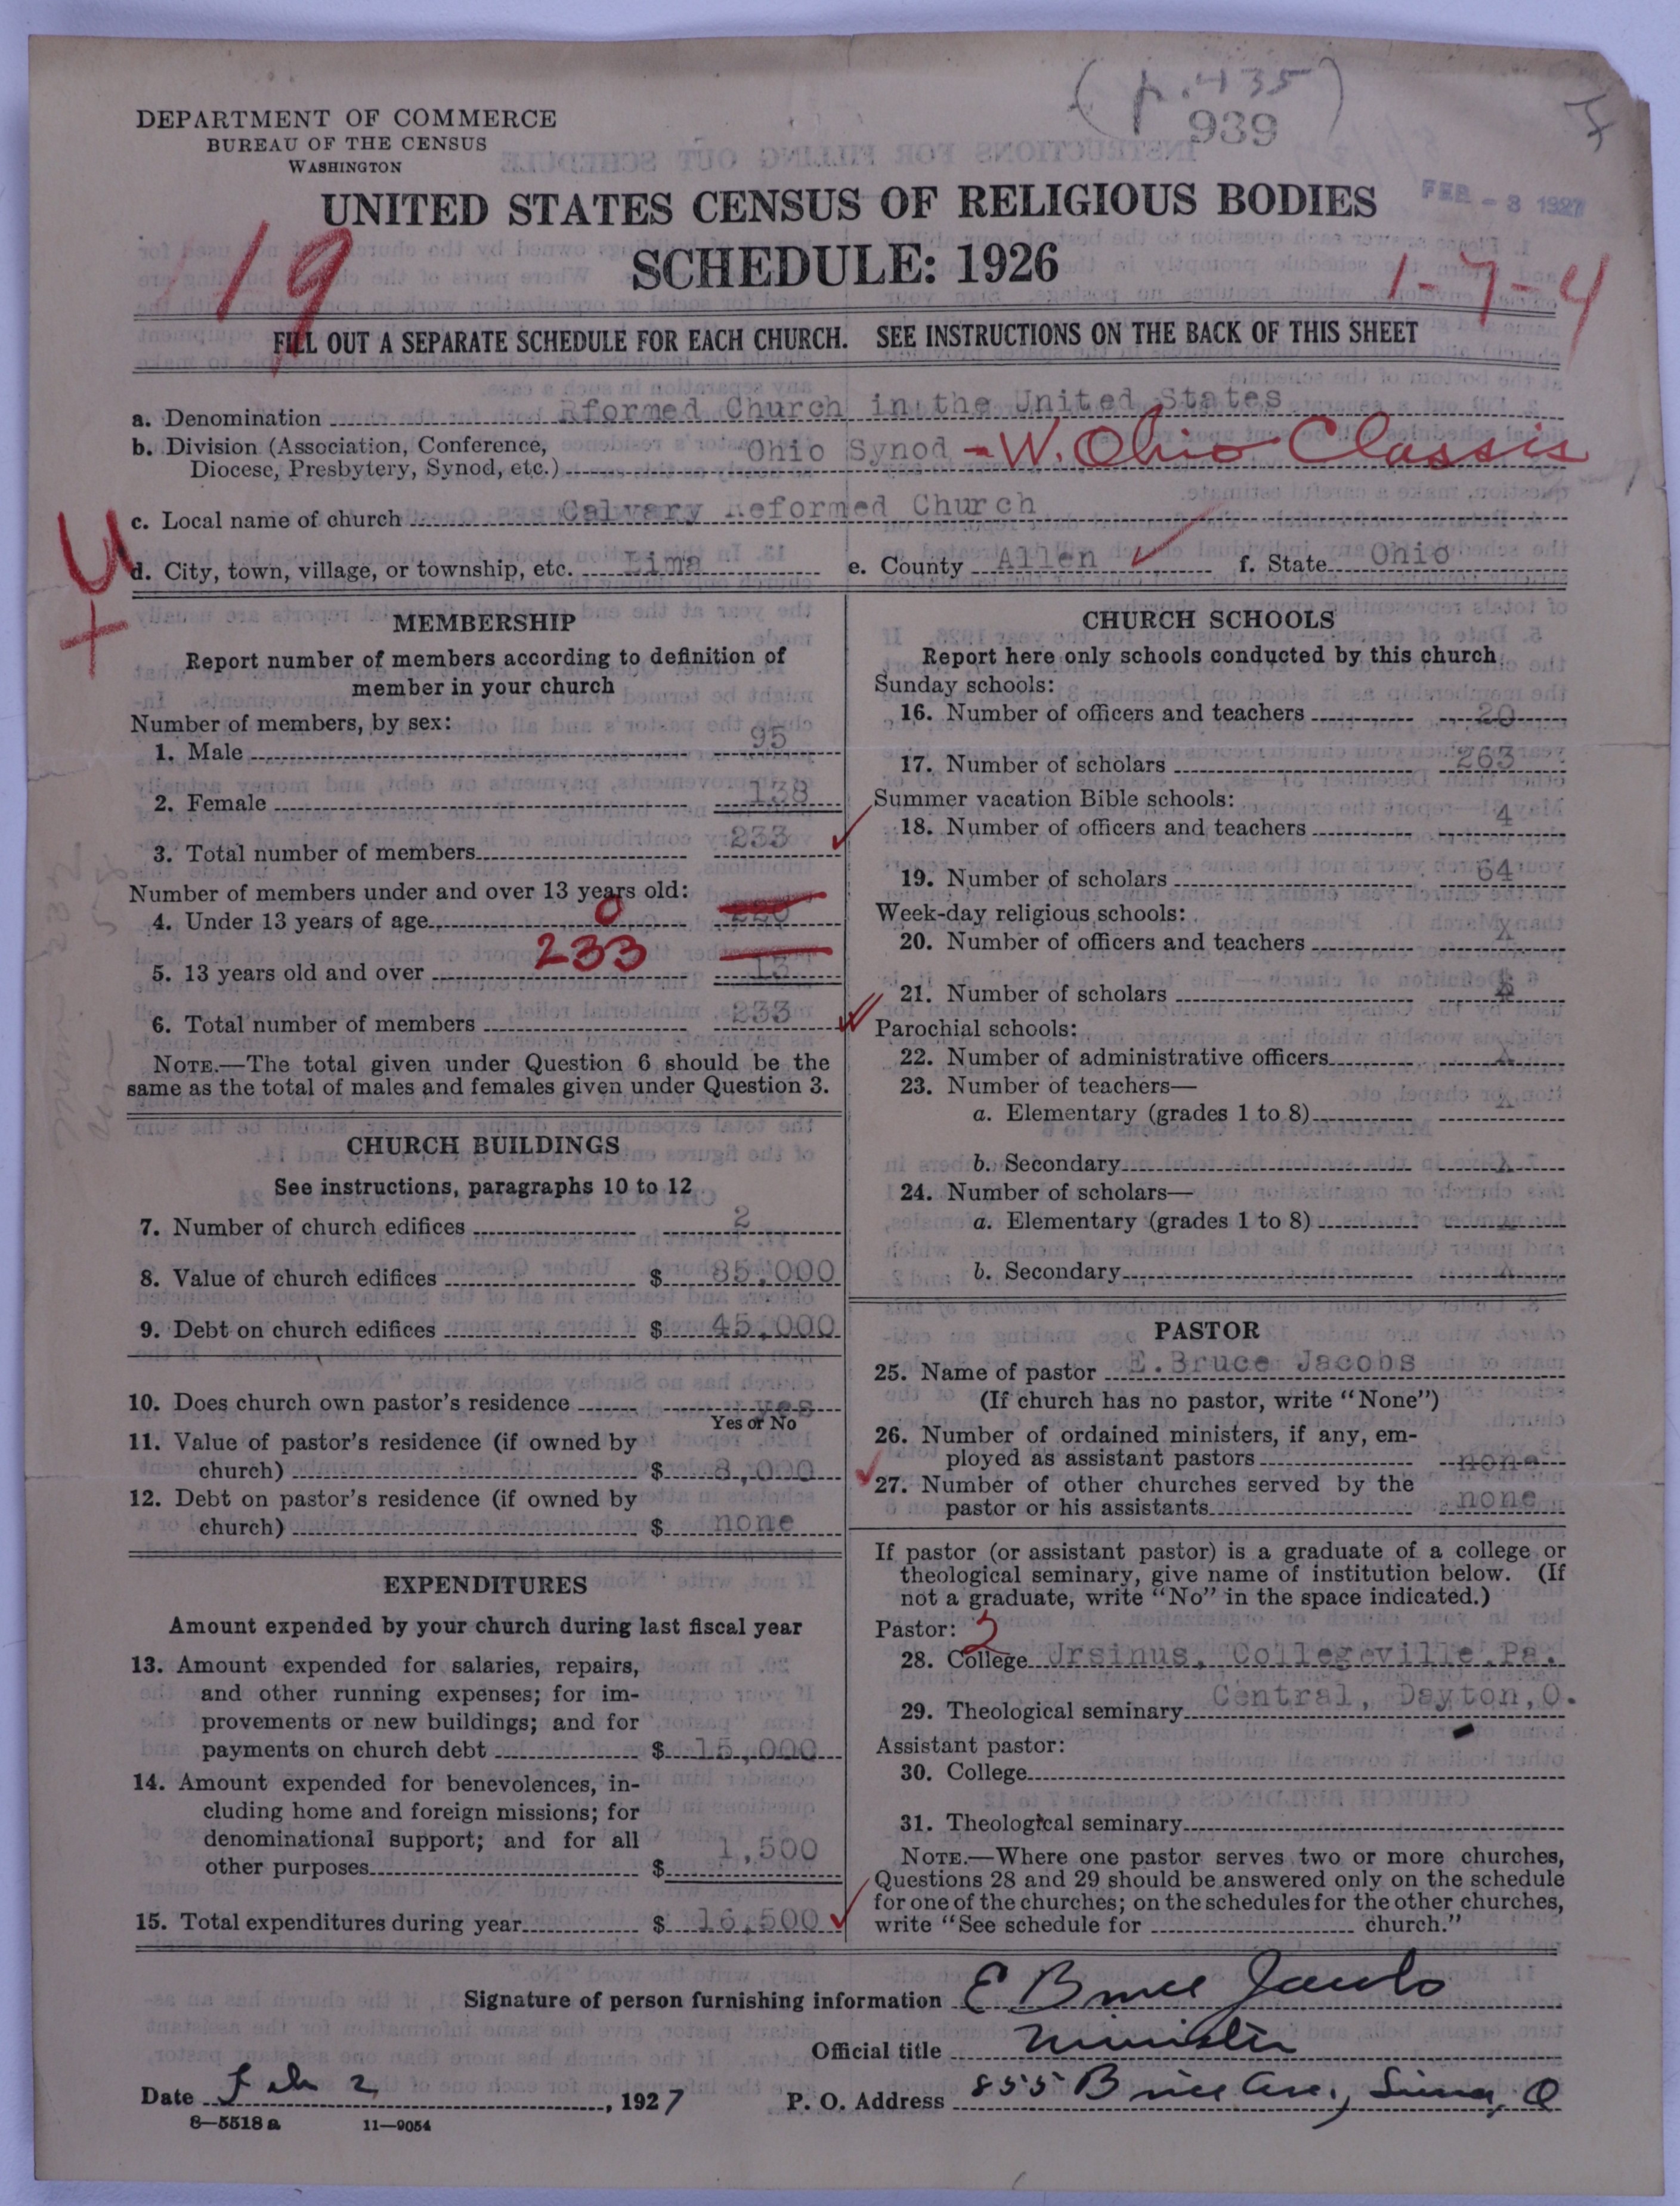 (p. 435)
939
DEPARTMENT OF COMMERCE
BUREAU OF THE CENSUS
WASHINGTON
UNITED STATES CENSUS OF RELIGIOUS BODIES
FEB - 3 1927
SCHEDULE: 1926
19
1-7-4
FILL OUT A SEPARATE SCHEDULE FOR EACH CHURCH. SEE INSTRUCTIONS ON THE BACK OF THIS SHEET
a. Denomination Rformed Church in the United States
b. Division (Association, Conference, Diocese, Presbytery, Synod, etc.) Ohio Synod - W. Ohio Classis
c. Local name of church Calvary Reformed Church
d. City, town, village, or township, etc. Lima e. County Allen f. State Ohio
MEMBERSHIP
Report number of members according to definition of
member in your church
Number of members, by sex:
1. Male 95
2. Female 138
3. Total number of members 233
Number of members under and over 13 years old:
4. Under 13 years of age 0 220
5. 13 years old and over 233 13
6. Total number of members 233
NOTE.—The total given under Question 6 should be the
same as the total of males and females given under Question 3.
CHURCH BUILDINGS
See instructions, paragraphs 10 to 12
7. Number of church edifices 2
8. Value of church edifices $ 85,000
9. Debt on church edifices $ 45,000
10. Does church own pastor's residence yes
Yes or No
11. Value of pastor's residence (if owned by
church) $ 8,000
12. Debt on pastor's residence (if owned by
church) $ none
EXPENDITURES
Amount expended by your church during last fiscal year
13. Amount expended for salaries, repairs,
and other running expenses; for im-
provements or new buildings; and for
payments on church debt $ 15,000
14. Amount expended for benevolences, in-
cluding home and foreign missions; for
denominational support; and for all
other purposes $ 1,500
15. Total expenditures during year $ 16,500
CHURCH SCHOOLS
Report here only schools conducted by this church
Sunday schools:
16. Number of officers and teachers 20
17. Number of scholars 263
Summer vacation Bible schools:
18. Number of officers and teachers 4
19. Number of scholars 64
Week-day religious schools:
20. Number of officers and teachers x
21. Number of scholars x
Parochial schools:
22. Number of administrative officers x
23. Number of teachers—
a. Elementary (grades 1 to 8) x
b. Secondary x
24. Number of scholars—
a. Elementary (grades 1 to 8) x
b. Secondary x
PASTOR
25. Name of pastor E.Bruce Jacobs
(If church has no pastor, write "None")
26. Number of ordained ministers, if any, em-
ployed as assistant pastors none
27. Number of other churches served by the
pastor or his assistants none
If pastor (or assistant pastor) is a graduate of a college or
theological seminary, give name of institution below. (If
not a graduate, write "No" in the space indicated.)
Pastor: 2
28. College Ursinus, Collegeville,Pa.
29. Theological seminary Central, Dayton,O.
Assistant pastor:
30. College
31. Theological seminary
NOTE.—Where one pastor serves two or more churches,
Questions 28 and 29 should be answered only on the schedule
for one of the churches; on the schedules for the other churches,
write "See schedule for church."
Signature of person furnishing information E Bruce Jacobs
Official title Minister
Date Feb 2, 1927 P. O. Address 855 Brice Ave., Lima, O
8—5518 a 11—9054